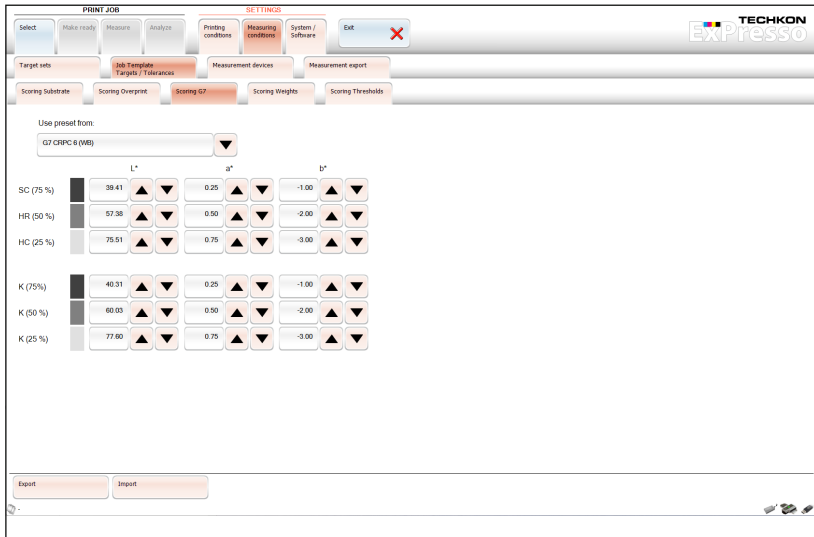 PRINT JOB SETTINGS
Select Make ready Measure Analyze Printing conditions Measuring conditions System / Software Exit
TECHKON
ExPresso
Target sets Job Template Targets / Tolerances Measurement devices Measurement export
Scoring Substrate Scoring Overprint Scoring G7 Scoring Weights Scoring Thresholds
Use preset from:
G7 CRPC 6 (WB)
L* a* b*
SC (75 %) 39.41 0.25 -1.00
HR (50 %) 57.38 0.50 -2.00
HC (25 %) 75.51 0.75 -3.00
K (75%) 40.31 0.25 -1.00
K (50 %) 60.03 0.50 -2.00
K (25 %) 77.60 0.75 -3.00
Export Import
-